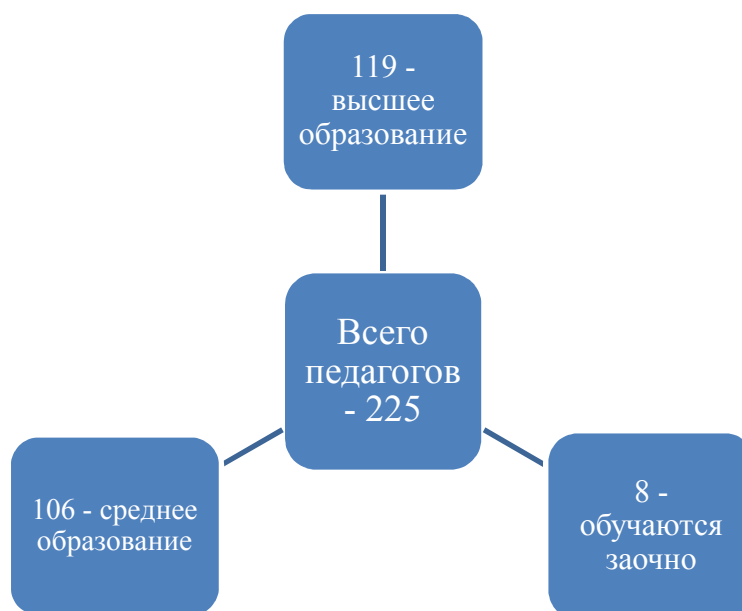 119 -
высшее
образование
Всего
педагогов
- 225
106 - среднее
образование
8 -
обучаются
заочно